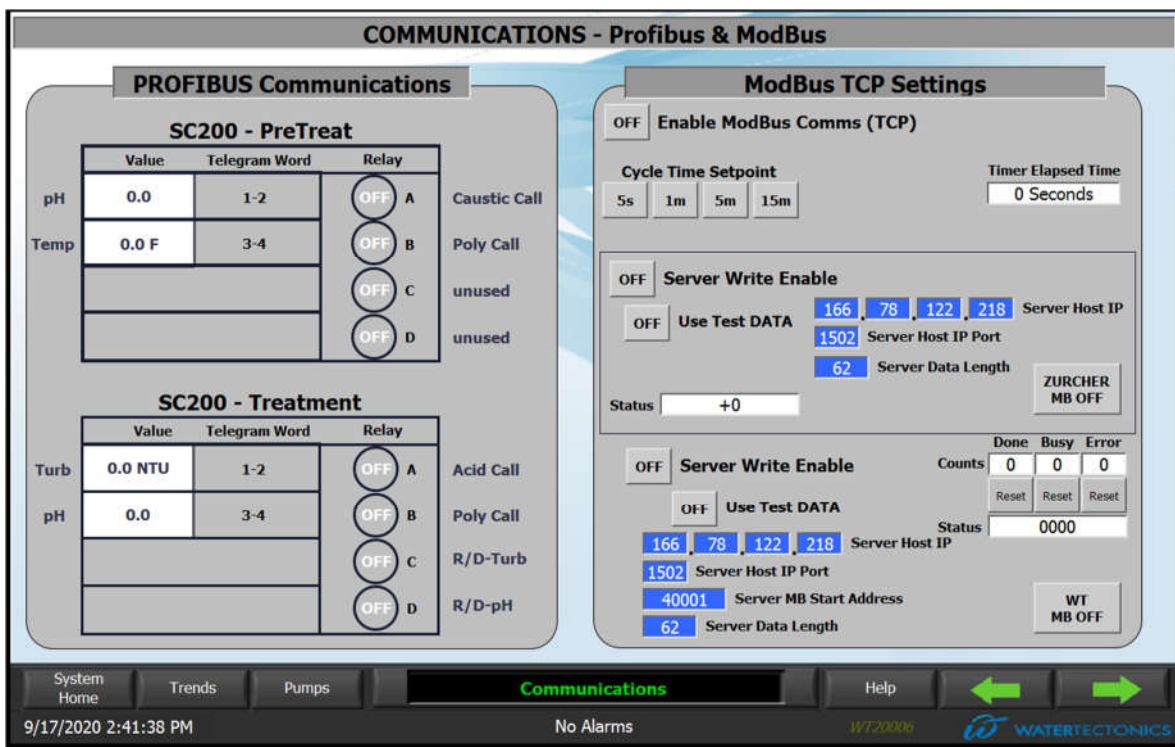 COMMUNICATIONS - Profibus & ModBus
PROFIBUS Communications
SC200 - PreTreat
Value Telegram Word Relay
pH 0.0 1-2 OFF A Caustic Call
Temp 0.0 F 3-4 OFF B Poly Call
OFF C unused
OFF D unused
SC200 - Treatment
Value Telegram Word Relay
Turb 0.0 NTU 1-2 OFF A Acid Call
pH 0.0 3-4 OFF B Poly Call
OFF C R/D-Turb
OFF D R/D-pH
ModBus TCP Settings
OFF Enable ModBus Comms (TCP)
Cycle Time Setpoint
5s 1m 5m 15m
Timer Elapsed Time
0 Seconds
OFF Server Write Enable
OFF Use Test DATA
166 . 78 . 122 . 218 Server Host IP
1502 Server Host IP Port
62 Server Data Length
ZURCHER
MB OFF
Status +0
OFF Server Write Enable
Done Busy Error
Counts 0 0 0
Reset Reset Reset
Status 0000
OFF Use Test DATA
166 . 78 . 122 . 218 Server Host IP
1502 Server Host IP Port
40001 Server MB Start Address
62 Server Data Length
WT
MB OFF
System
Home
Trends
Pumps
Communications
Help
9/17/2020 2:41:38 PM
No Alarms
WT20006
WATERTECTONICS